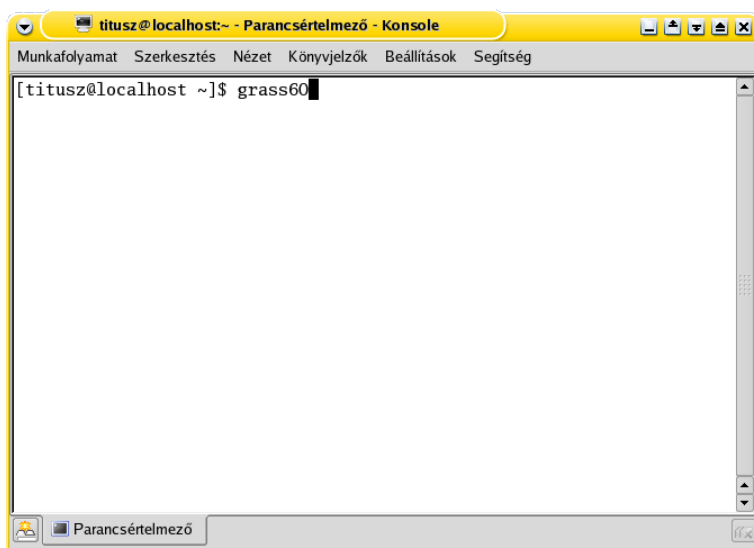 titusz@localhost:~ - Parancsértelmező - Konsole
Munkafolyamat Szerkesztés Nézet Könyvjelzők Beállítások Segítség
[titusz@localhost ~]$ grass60
Parancsértelmező